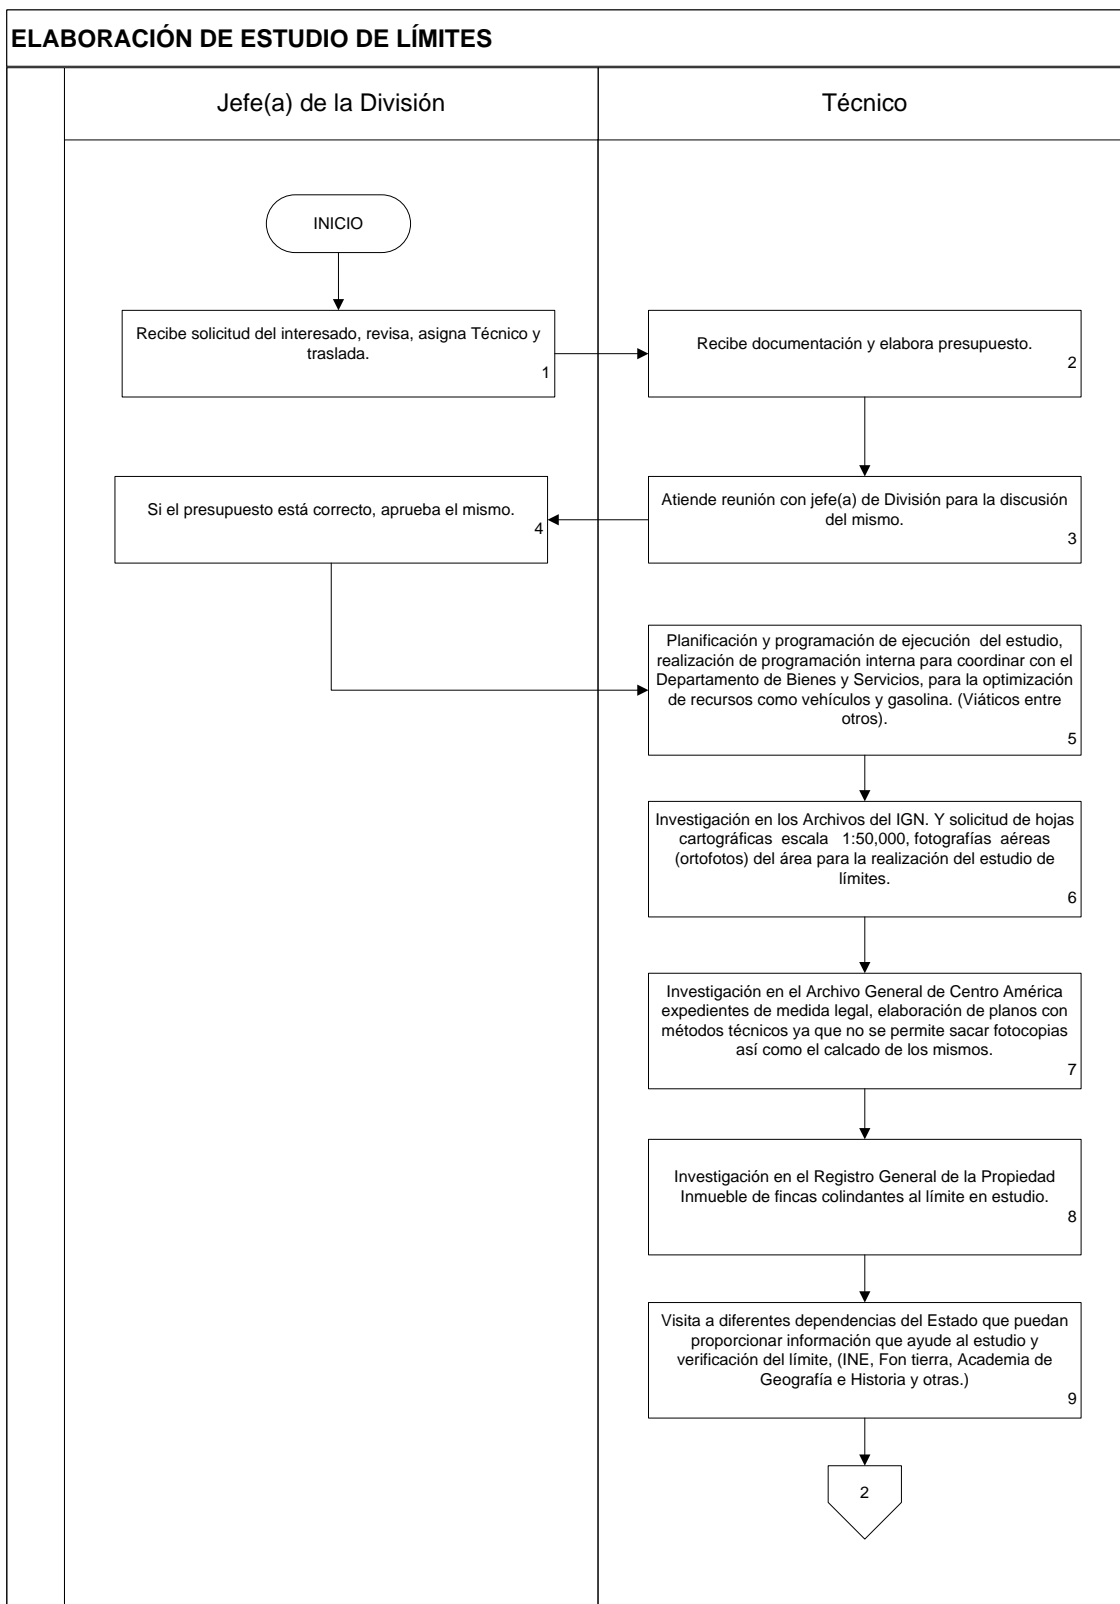 ELABORACIÓN DE ESTUDIO DE LÍMITES
Jefe(a) de la División
Técnico
INICIO
Recibe solicitud del interesado, revisa, asigna Técnico y
traslada.
1
Recibe documentación y elabora presupuesto.
2
Atiende reunión con jefe(a) de División para la discusión
del mismo.
3
Si el presupuesto está correcto, aprueba el mismo.
4
Planificación y programación de ejecución del estudio,
realización de programación interna para coordinar con el
Departamento de Bienes y Servicios, para la optimización
de recursos como vehículos y gasolina. (Viáticos entre
otros).
5
Investigación en los Archivos del IGN. Y solicitud de hojas
cartográficas escala 1:50,000, fotografías aéreas
(ortofotos) del área para la realización del estudio de
límites.
6
Investigación en el Archivo General de Centro América
expedientes de medida legal, elaboración de planos con
métodos técnicos ya que no se permite sacar fotocopias
así como el calcado de los mismos.
7
Investigación en el Registro General de la Propiedad
Inmueble de fincas colindantes al límite en estudio.
8
Visita a diferentes dependencias del Estado que puedan
proporcionar información que ayude al estudio y
verificación del límite, (INE, Fon tierra, Academia de
Geografía e Historia y otras.)
9
2